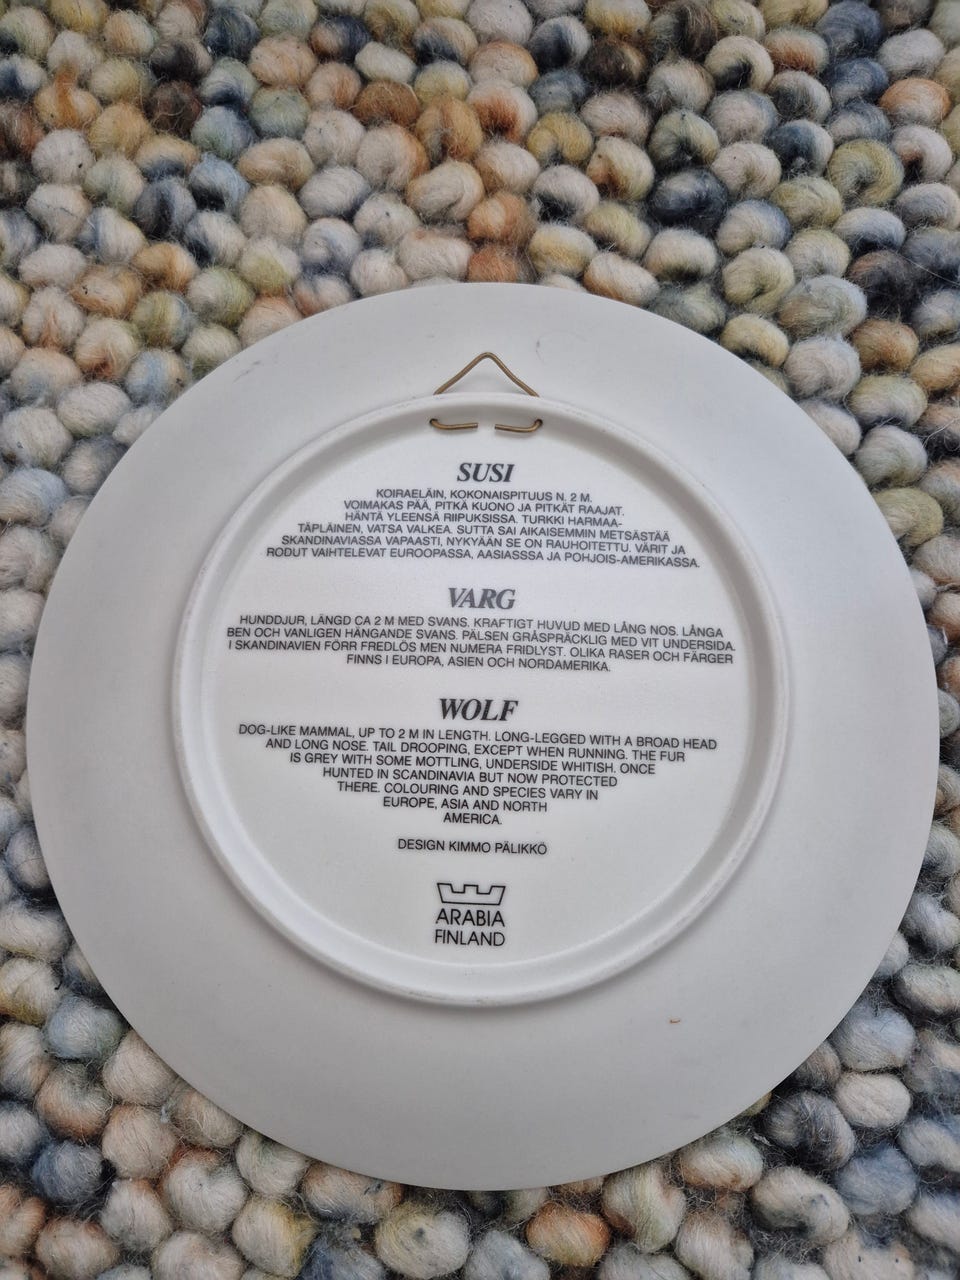 SUSI
KOIRAELÄIN, KOKONAISPITUUS N. 2 M.
VOIMAKAS PÄÄ, PITKÄ KUONO JA PITKÄT RAAJAT.
HÄNTÄ YLEENSÄ RIIPUKSISSA. TURKKI HARMAA-
TÄPLÄINEN, VATSA VALKEA. SUTTA SAI AIKAISEMMIN METSÄSTÄÄ
SKANDINAVIASSA VAPAASTI, NYKYÄÄN SE ON RAUHOITETTU. VÄRIT JA
RODUT VAIHTELEVAT EUROOPASSA, AASIASSSA JA POHJOIS-AMERIKASSA.
VARG
HUNDDJUR, LÄNGD CA 2 M MED SVANS. KRAFTIGT HUVUD MED LÅNG NOS. LÅNGA
BEN OCH VANLIGEN HÄNGANDE SVANS. PÄLSEN GRÅSPRÄCKLIG MED VIT UNDERSIDA.
I SKANDINAVIEN FÖRR FREDLÖS MEN NUMERA FRIDLYST. OLIKA RASER OCH FÄRGER
FINNS I EUROPA, ASIEN OCH NORDAMERIKA.
WOLF
DOG-LIKE MAMMAL, UP TO 2 M IN LENGTH. LONG-LEGGED WITH A BROAD HEAD
AND LONG NOSE. TAIL DROOPING, EXCEPT WHEN RUNNING. THE FUR
IS GREY WITH SOME MOTTLING, UNDERSIDE WHITISH. ONCE
HUNTED IN SCANDINAVIA BUT NOW PROTECTED
THERE. COLOURING AND SPECIES VARY IN
EUROPE, ASIA AND NORTH
AMERICA.
DESIGN KIMMO PÄLIKKÖ
ARABIA
FINLAND